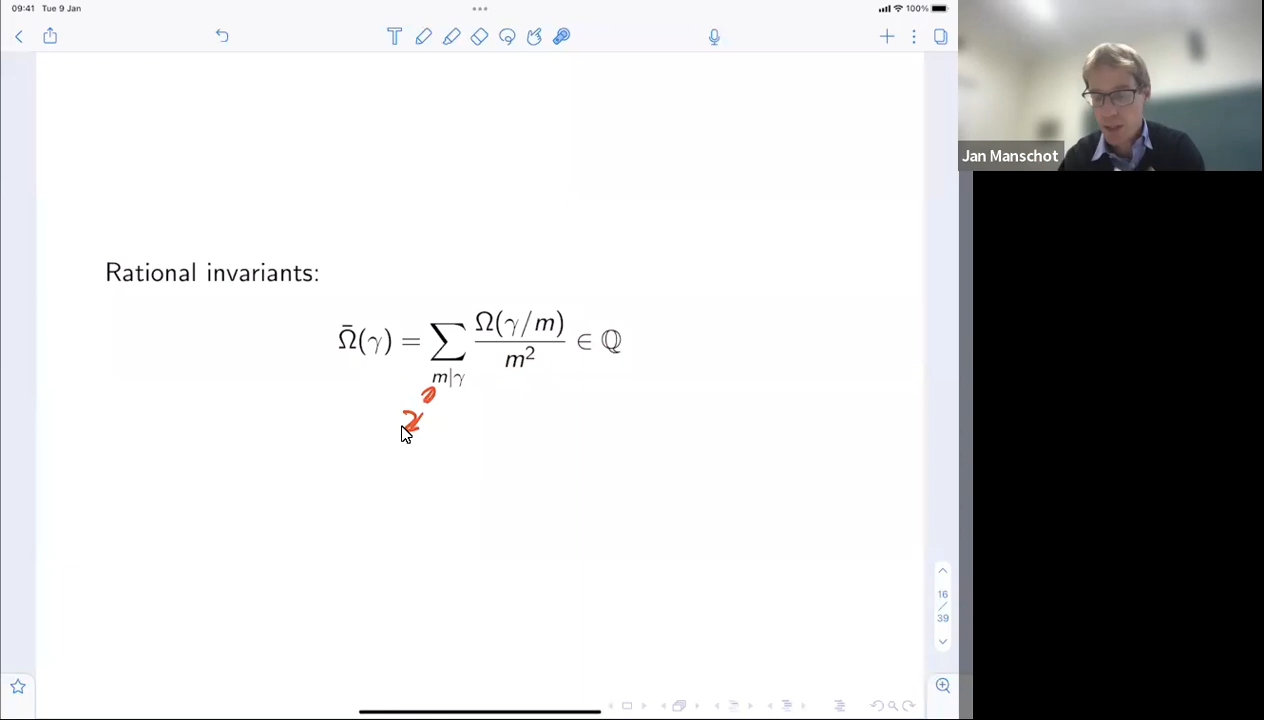 09:41 Tue 9 Jan
100%
Jan Manschot
Rational invariants:
Ω̄(γ) = ∑_{m|γ} Ω(γ/m)/m² ∈ ℚ
16
/
39